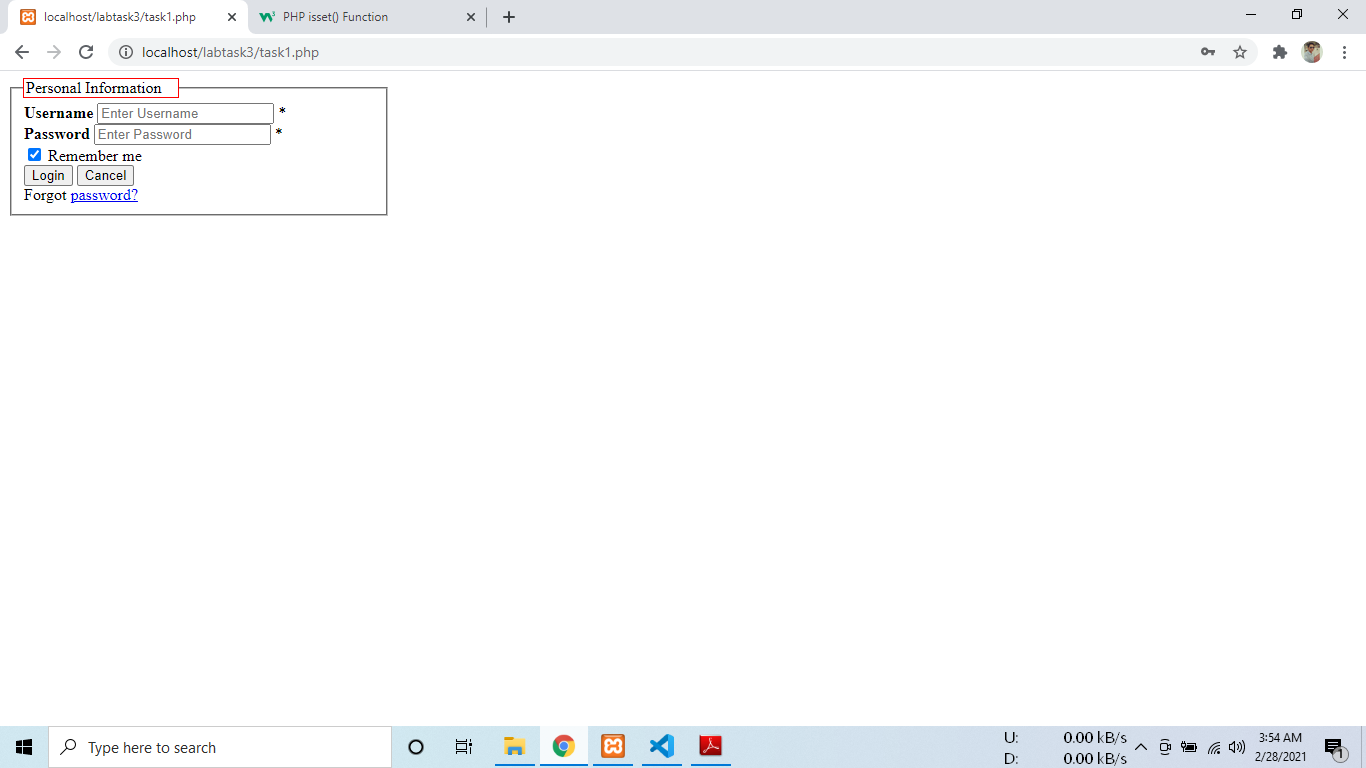 localhost/labtask3/task1.php
PHP isset() Function
localhost/labtask3/task1.php
Personal Information
Username Enter Username *
Password Enter Password *
Remember me
Login Cancel
Forgot password?
Type here to search
U: 0.00 kB/s
D: 0.00 kB/s
3:54 AM
2/28/2021
1